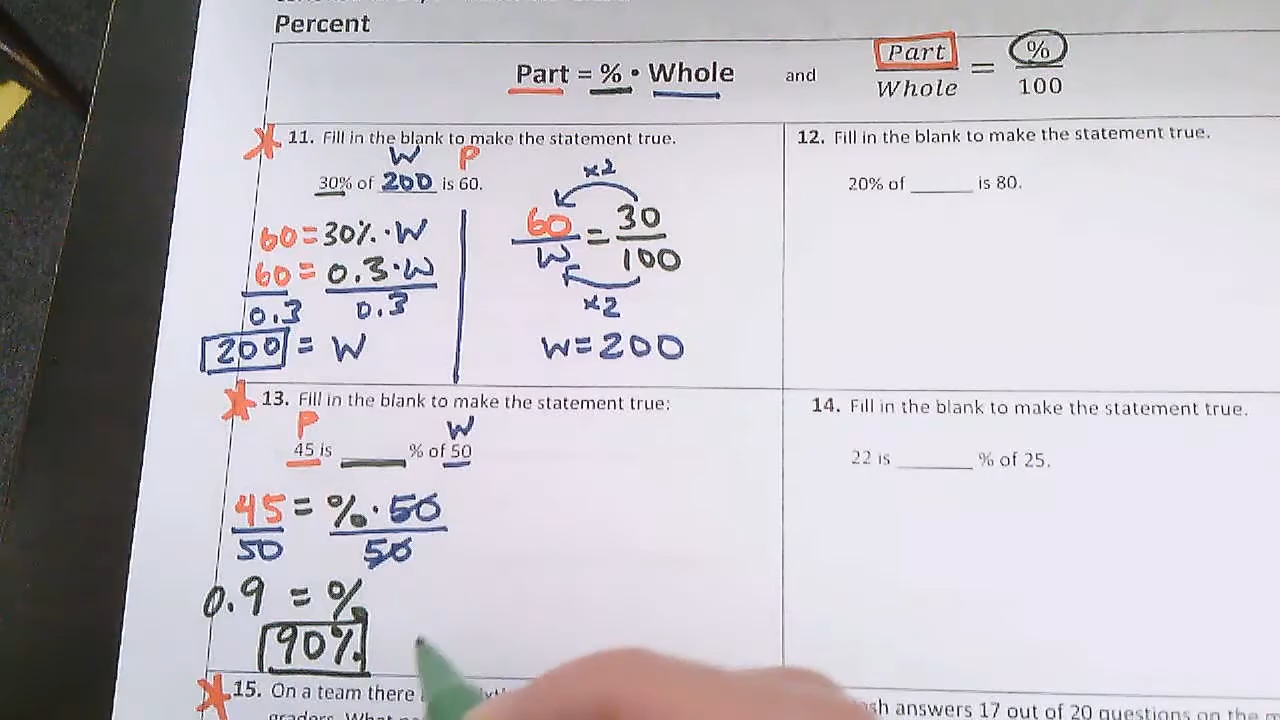 Percent
Part = % • Whole and Part/Whole = %/100
11. Fill in the blank to make the statement true.
W P
30% of 200 is 60.
60 = 30% · W
60 = 0.3 · W
0.3 0.3
200 = W
x2
60/W = 30/100
x2
W = 200
12. Fill in the blank to make the statement true.
20% of ______ is 80.
13. Fill in the blank to make the statement true:
P W
45 is ______ % of 50
45 = % · 50
50 50
0.9 = %
90%
14. Fill in the blank to make the statement true.
22 is ______ % of 25.
15. On a team there
graders. What
answers 17 out of 20 questions on the